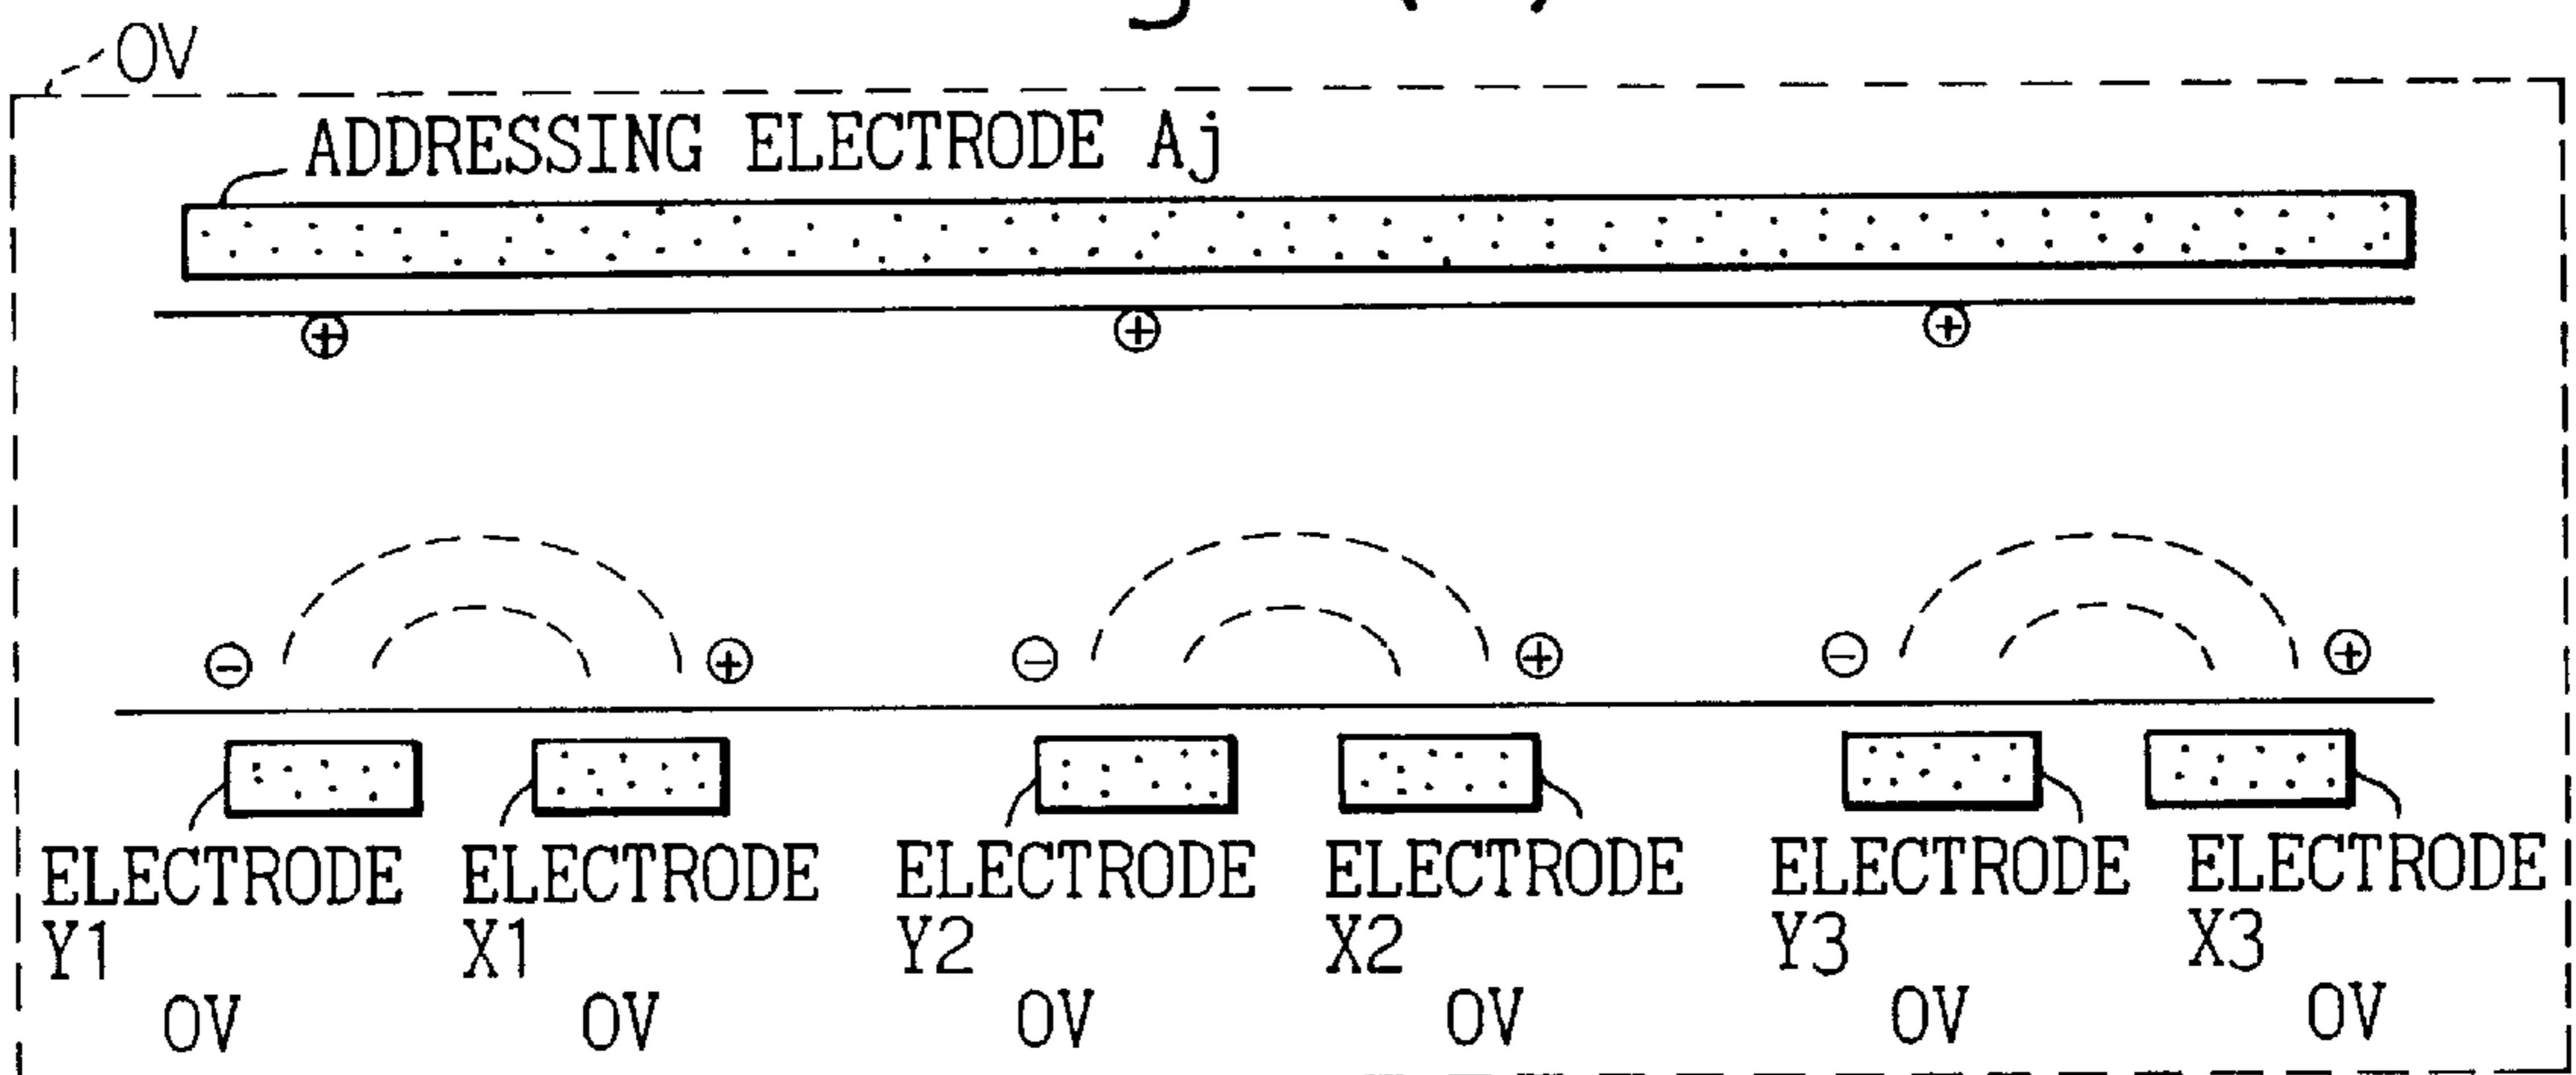 0V
ADDRESSING ELECTRODE Aj
⊕ ⊕ ⊕
⊖ ⊕ ⊖ ⊕ ⊖ ⊕
ELECTRODE ELECTRODE ELECTRODE ELECTRODE ELECTRODE ELECTRODE
Y1 X1 Y2 X2 Y3 X3
0V 0V 0V 0V 0V 0V